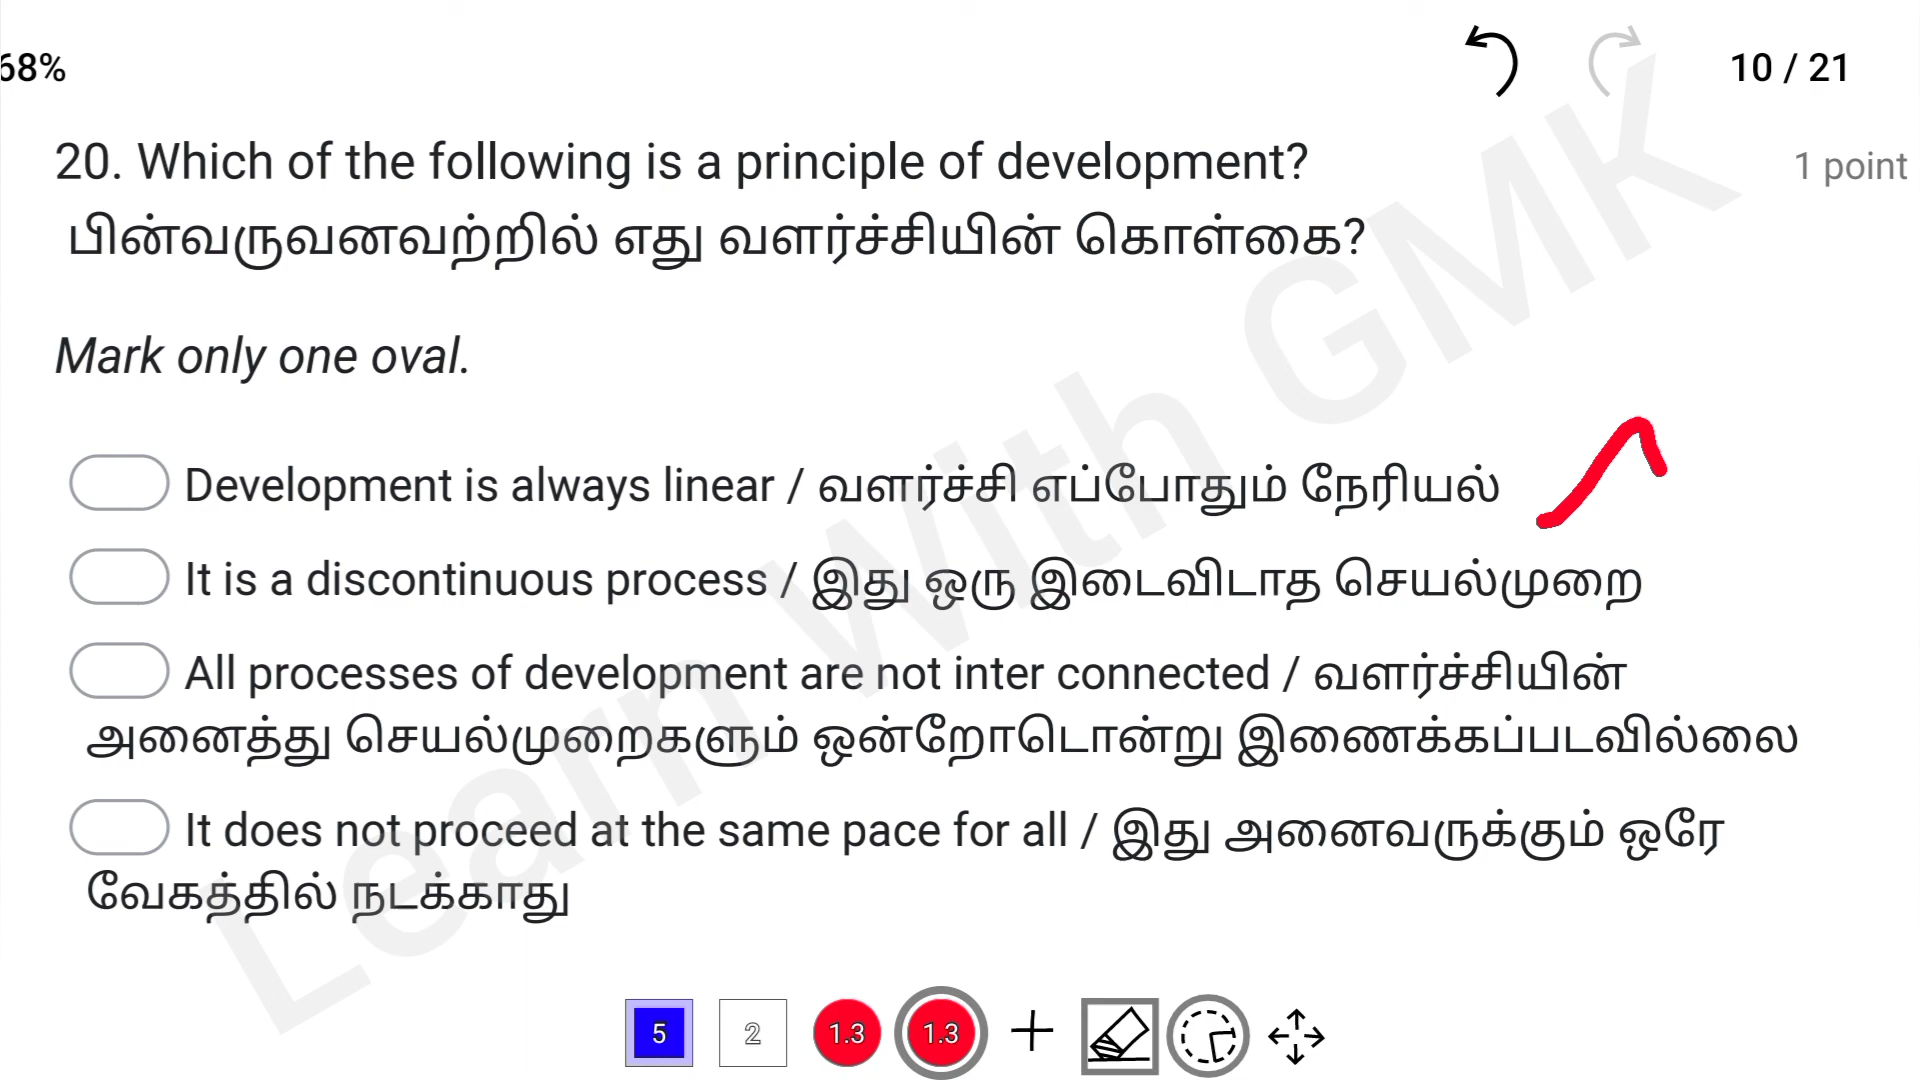 68%
10 / 21
20. Which of the following is a principle of development?
1 point
பின்வருவனவற்றில் எது வளர்ச்சியின் கொள்கை?
Mark only one oval.
Development is always linear / வளர்ச்சி எப்போதும் நேரியல்
It is a discontinuous process / இது ஒரு இடைவிடாத செயல்முறை
All processes of development are not inter connected / வளர்ச்சியின்
அனைத்து செயல்முறைகளும் ஒன்றோடொன்று இணைக்கப்படவில்லை
It does not proceed at the same pace for all / இது அனைவருக்கும் ஒரே
வேகத்தில் நடக்காது
Learn With GMK
5 2 1.3 1.3